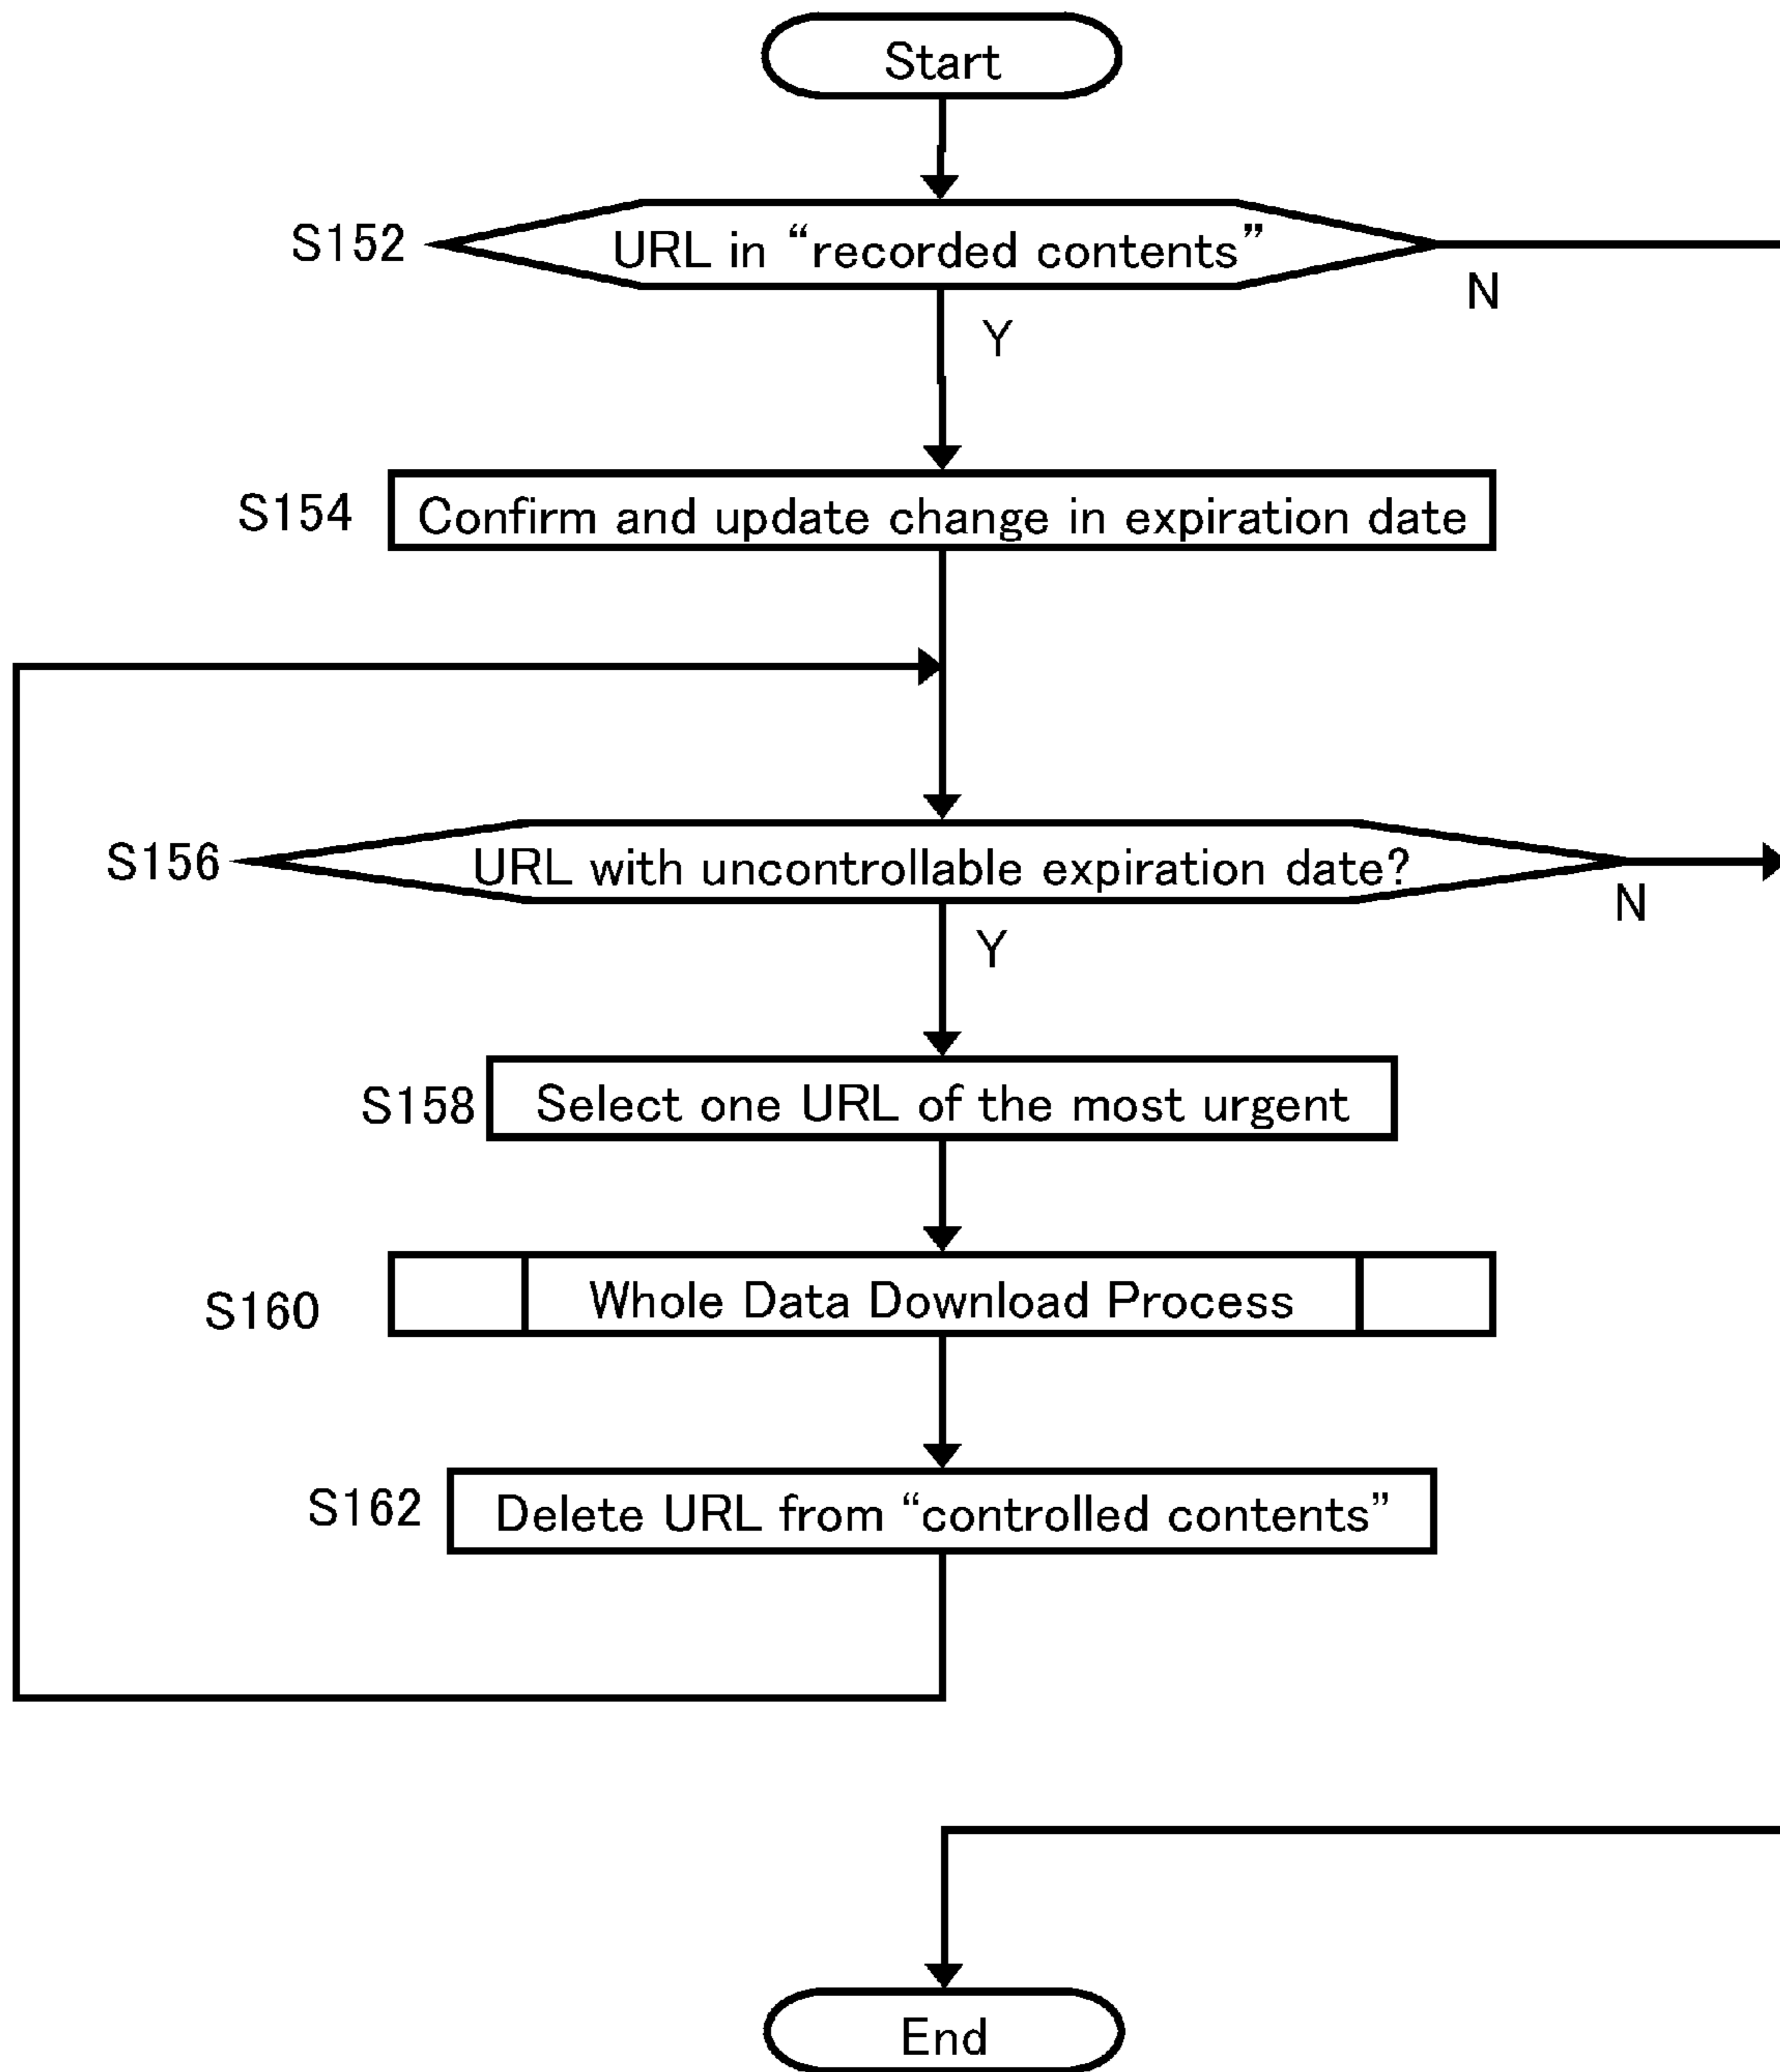 Start
S152
URL in “recorded contents”
N
Y
S154
Confirm and update change in expiration date
S156
URL with uncontrollable expiration date?
N
Y
S158
Select one URL of the most urgent
S160
Whole Data Download Process
S162
Delete URL from “controlled contents”
End